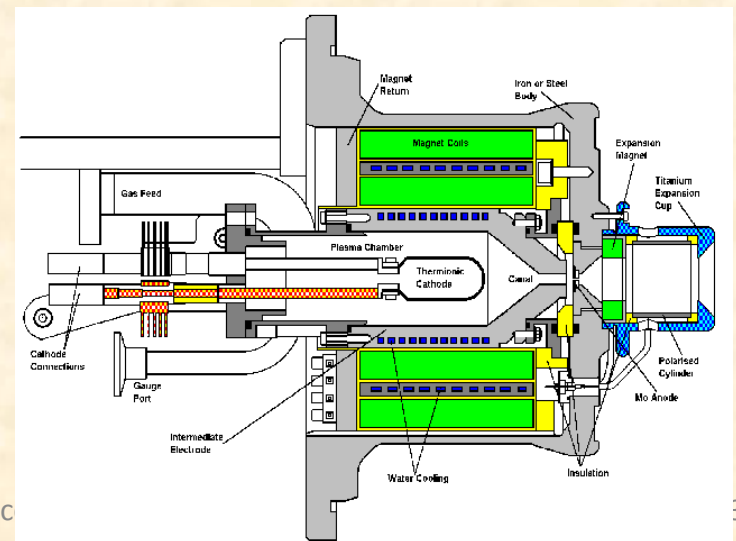 Magnet
Return
Iron or Steel
Body
Magnet Coils
Expansion
Magnet
Titanium
Expansion
Cup
Gas Feed
Plasma Chamber
Thermionic
Cathode
Canal
Cathode
Connections
Gauge
Port
Intermediate
Electrode
Water Cooling
Insulation
Mo Anode
Polarised
Cylinder